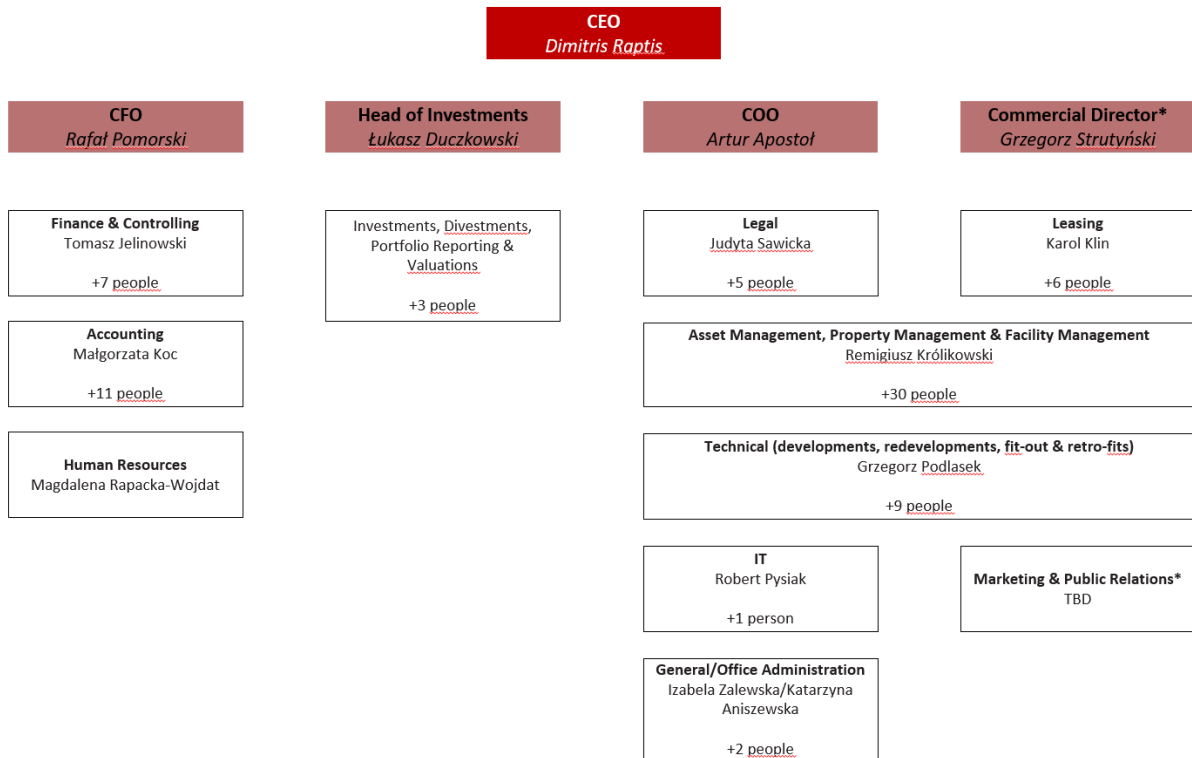 CEO
Dimitris Raptis
CFO
Rafał Pomorski
Head of Investments
Łukasz Duczkowski
COO
Artur Apostoł
Commercial Director*
Grzegorz Strutyński
Finance & Controlling
Tomasz Jelinowski
+7 people
Investments, Divestments,
Portfolio Reporting &
Valuations
+3 people
Legal
Judyta Sawicka
+5 people
Leasing
Karol Klin
+6 people
Accounting
Małgorzata Koc
+11 people
Asset Management, Property Management & Facility Management
Remigiusz Królikowski
+30 people
Human Resources
Magdalena Rapacka-Wojdat
Technical (developments, redevelopments, fit-out & retro-fits)
Grzegorz Podlasek
+9 people
IT
Robert Pysiak
+1 person
Marketing & Public Relations*
TBD
General/Office Administration
Izabela Zalewska/Katarzyna
Aniszewska
+2 people